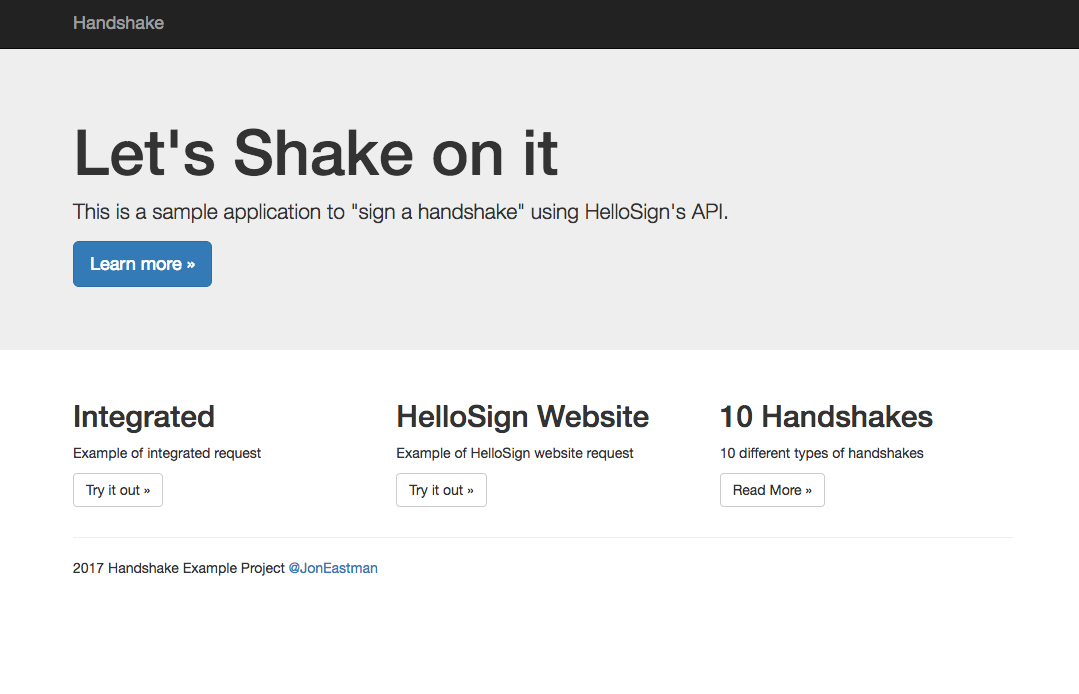 Handshake
Let's Shake on it
This is a sample application to "sign a handshake" using HelloSign's API.
Learn more »
Integrated
Example of integrated request
Try it out »
HelloSign Website
Example of HelloSign website request
Try it out »
10 Handshakes
10 different types of handshakes
Read More »
2017 Handshake Example Project @JonEastman